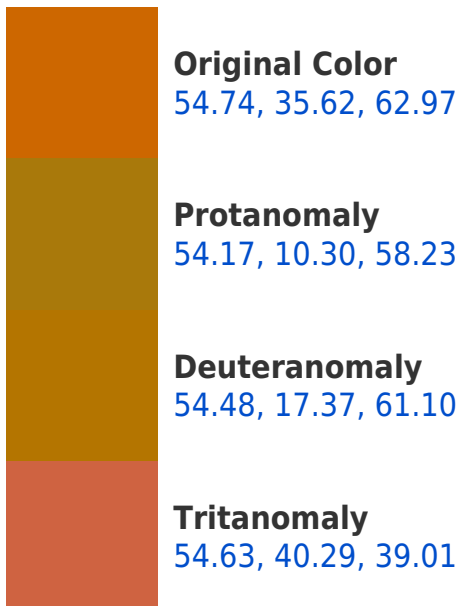 Original Color
54.74, 35.62, 62.97
Protanomaly
54.17, 10.30, 58.23
Deuteranomaly
54.48, 17.37, 61.10
Tritanomaly
54.63, 40.29, 39.01